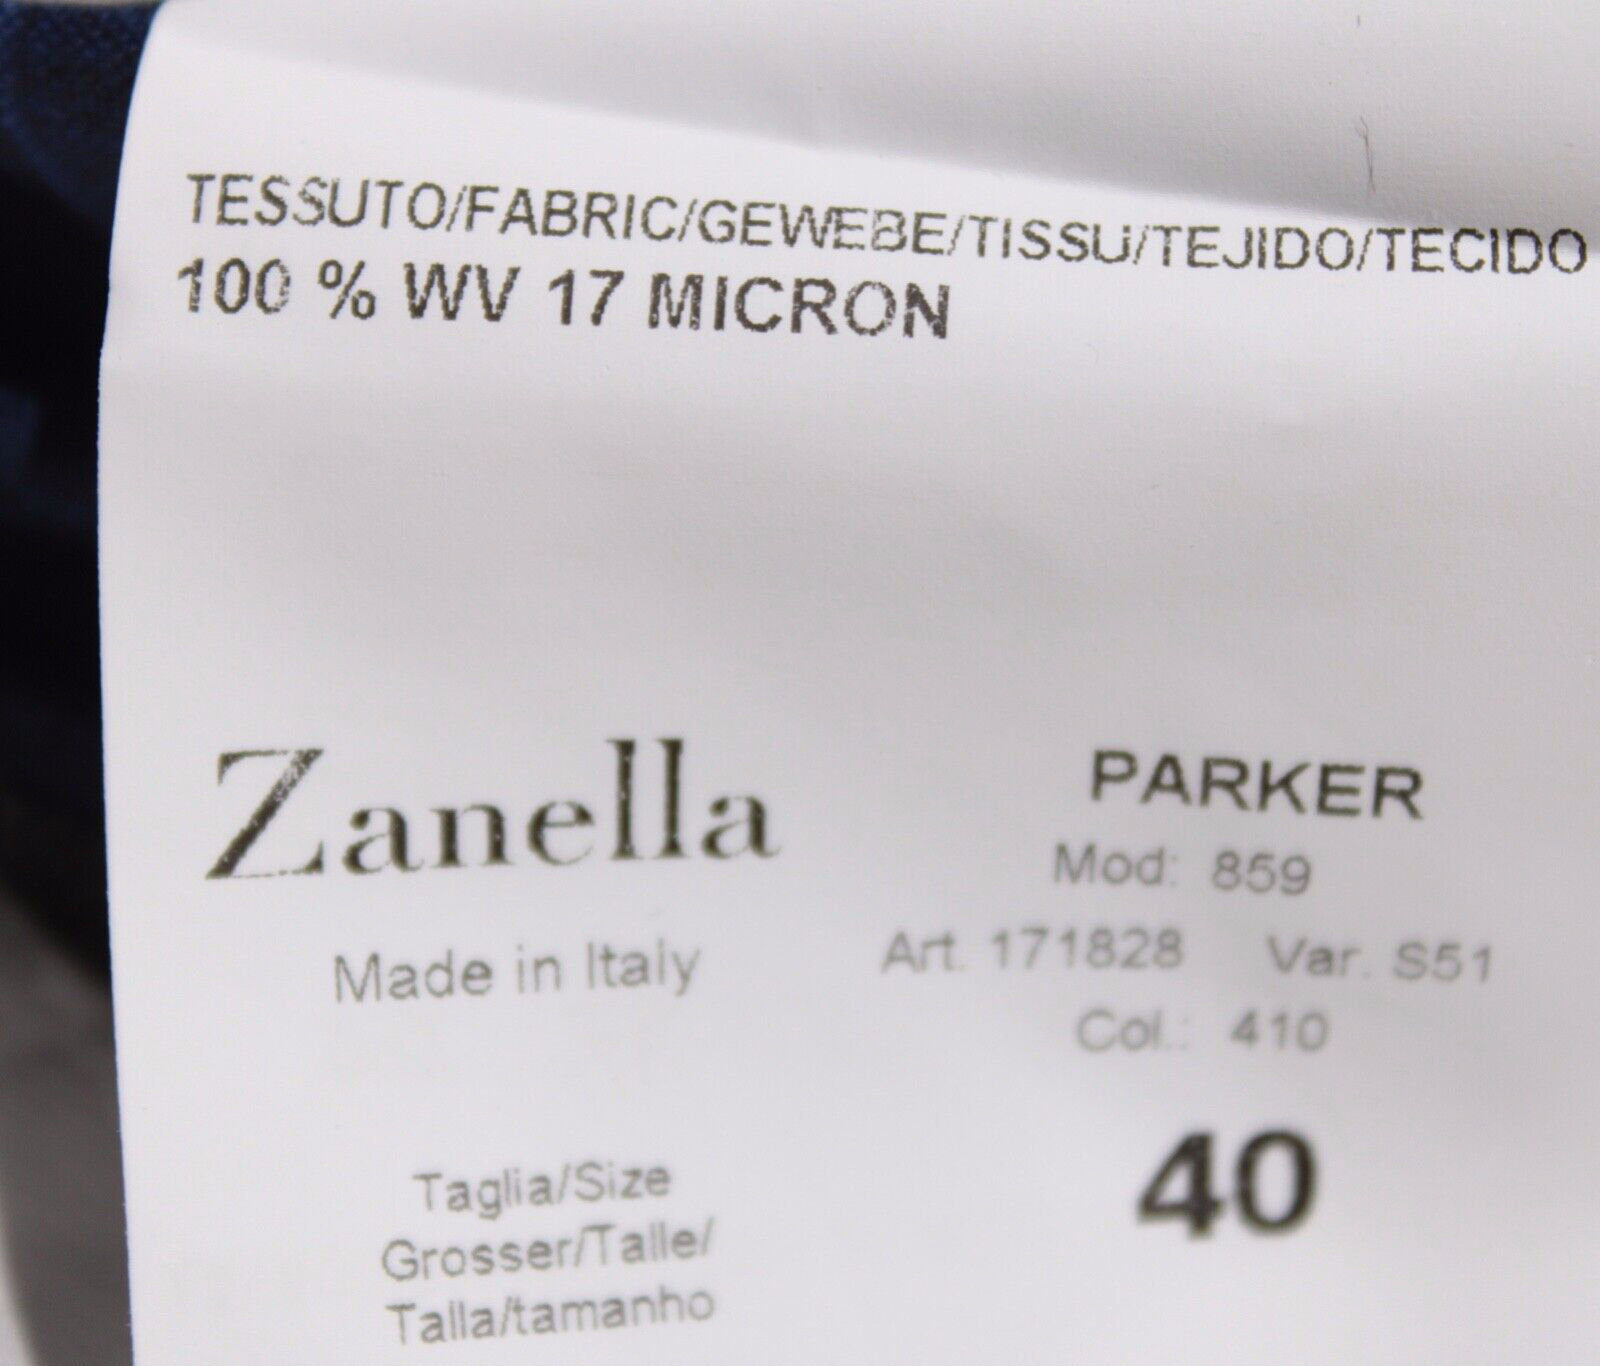 TESSUTO/FABRIC/GEWEBE/TISSU/TEJIDO/TECIDO
100 % WV 17 MICRON
Zanella
Made in Italy
PARKER
Mod: 859
Art. 171828 Var. S51
Col.: 410
Taglia/Size
Grosser/Talle/
Talla/tamanho
40